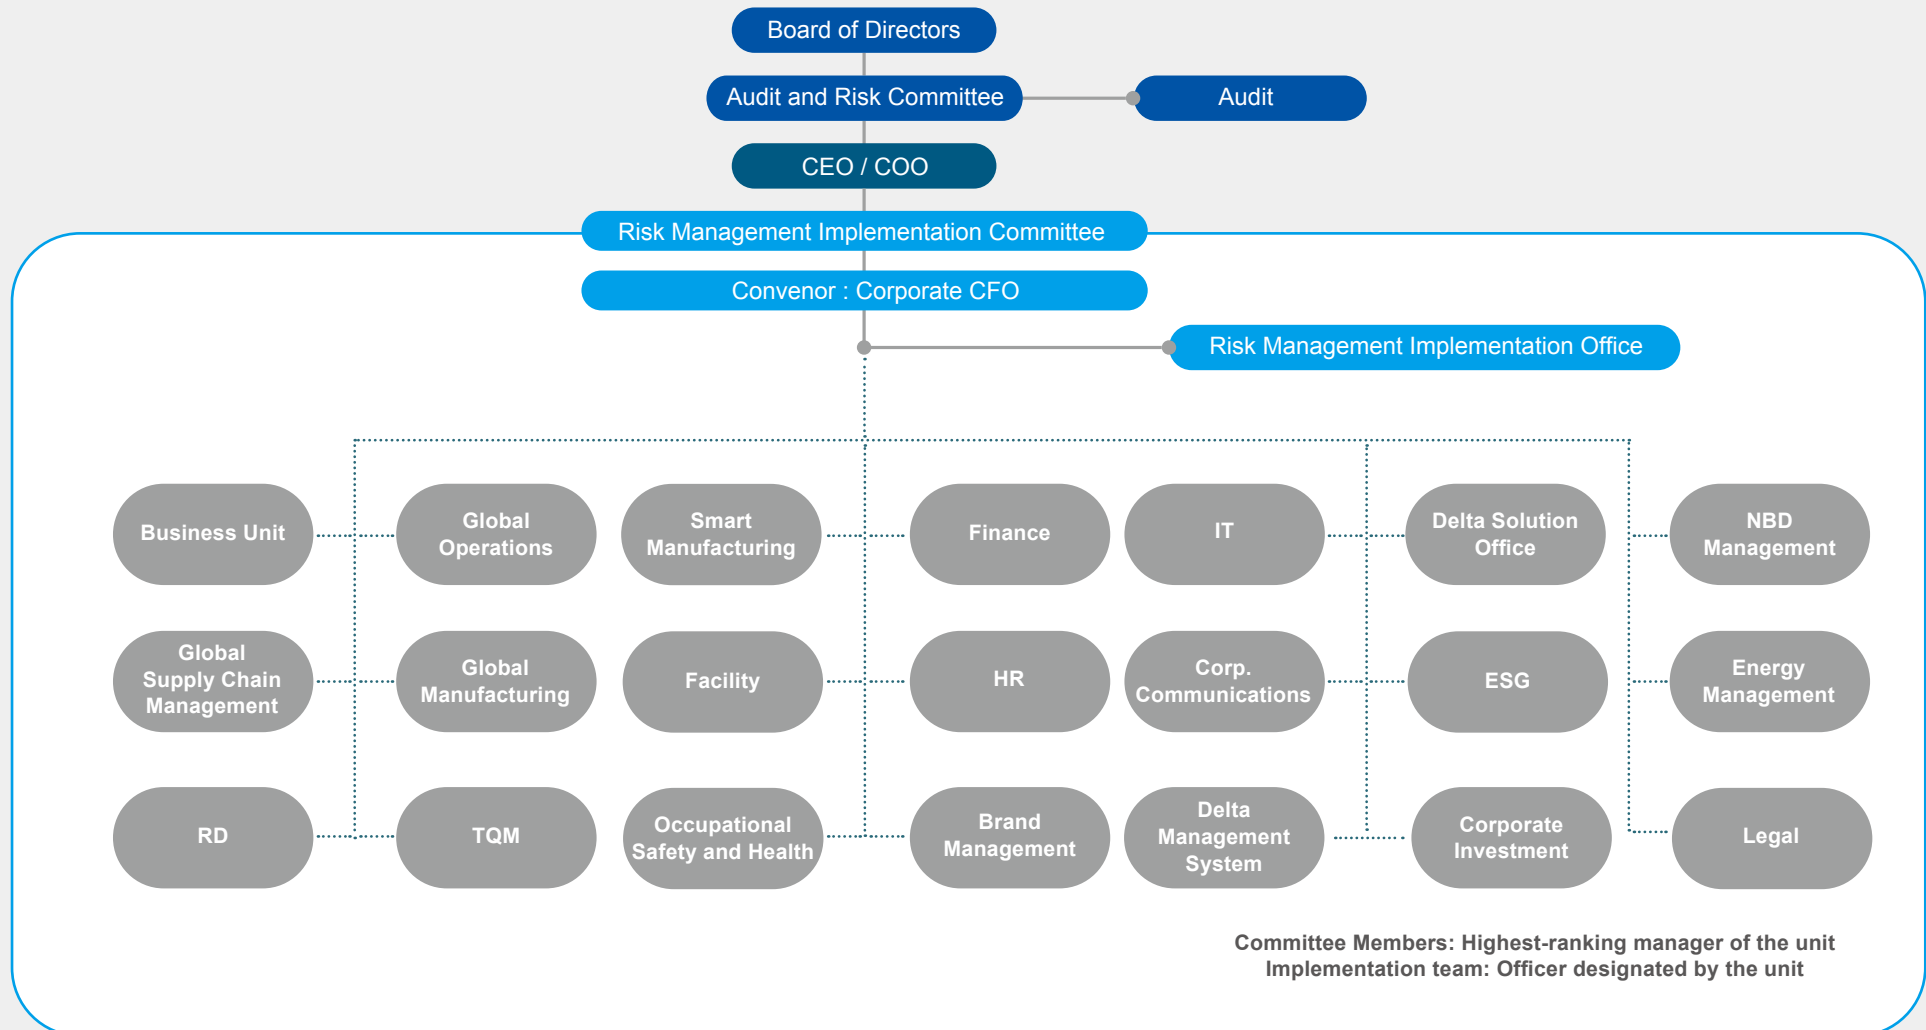 Board of Directors
Audit and Risk Committee
Audit
CEO / COO
Risk Management Implementation Committee
Convenor : Corporate CFO
Risk Management Implementation Office
Business Unit
Global
Operations
Smart
Manufacturing
Finance
IT
Delta Solution
Office
NBD
Management
Global
Supply Chain
Management
Global
Manufacturing
Facility
HR
Corp.
Communications
ESG
Energy
Management
RD
TQM
Occupational
Safety and Health
Brand
Management
Delta
Management
System
Corporate
Investment
Legal
Committee Members: Highest-ranking manager of the unit
Implementation team: Officer designated by the unit